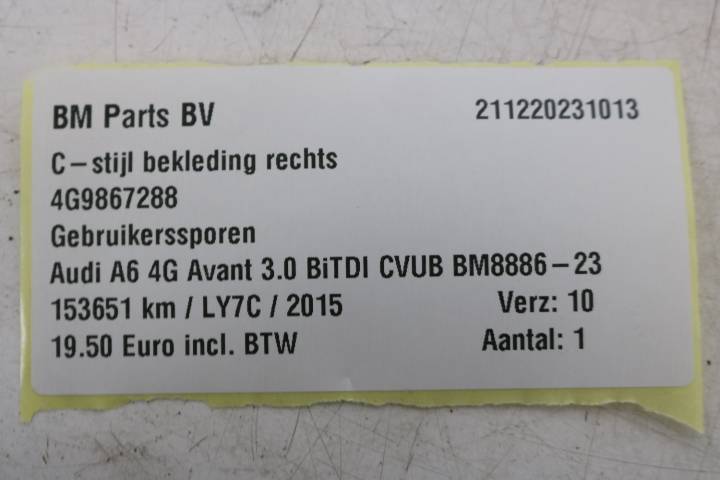 BM Parts BV 211220231013
C-stijl bekleding rechts
4G9867288
Gebruikerssporen
Audi A6 4G Avant 3.0 BiTDI CVUB BM8886-23
153651 km / LY7C / 2015 Verz: 10
19.50 Euro incl. BTW Aantal: 1